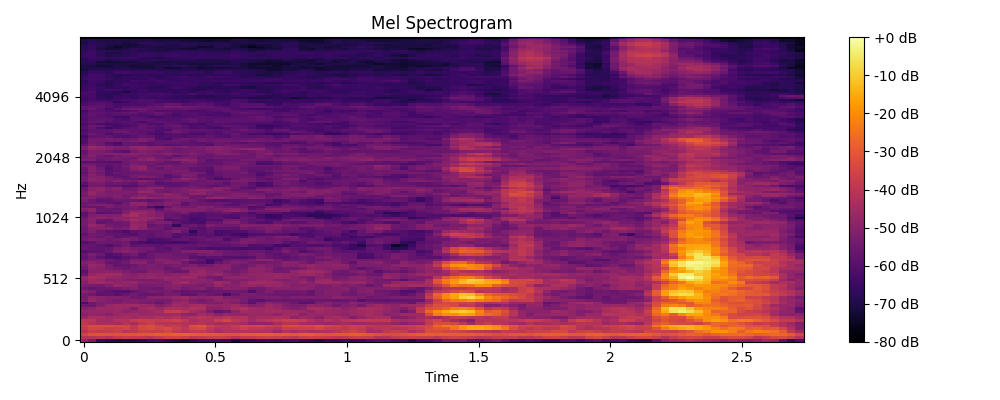 Mel Spectrogram
+0 dB
-10 dB
-20 dB
-30 dB
-40 dB
-50 dB
-60 dB
-70 dB
-80 dB
Hz
4096
2048
1024
512
0
0 0.5 1 1.5 2 2.5
Time